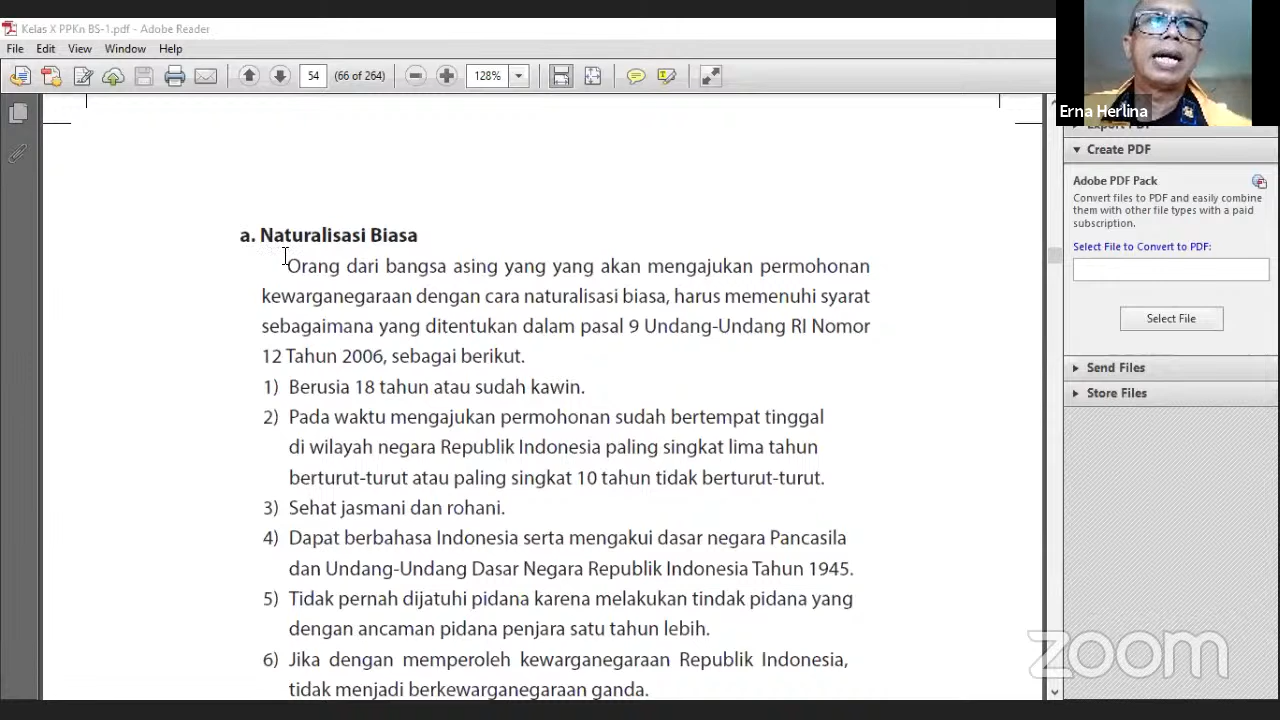 Kelas X PPKn BS-1.pdf - Adobe Reader
File Edit View Window Help
54 (66 of 264) 128%
Erna Herlina
Export PDF
Create PDF
Adobe PDF Pack
Convert files to PDF and easily combine
them with other file types with a paid
subscription.
Select File to Convert to PDF:
Select File
Send Files
Store Files
a. Naturalisasi Biasa
Orang dari bangsa asing yang yang akan mengajukan permohonan
kewarganegaraan dengan cara naturalisasi biasa, harus memenuhi syarat
sebagaimana yang ditentukan dalam pasal 9 Undang-Undang RI Nomor
12 Tahun 2006, sebagai berikut.
1) Berusia 18 tahun atau sudah kawin.
2) Pada waktu mengajukan permohonan sudah bertempat tinggal
di wilayah negara Republik Indonesia paling singkat lima tahun
berturut-turut atau paling singkat 10 tahun tidak berturut-turut.
3) Sehat jasmani dan rohani.
4) Dapat berbahasa Indonesia serta mengakui dasar negara Pancasila
dan Undang-Undang Dasar Negara Republik Indonesia Tahun 1945.
5) Tidak pernah dijatuhi pidana karena melakukan tindak pidana yang
dengan ancaman pidana penjara satu tahun lebih.
6) Jika dengan memperoleh kewarganegaraan Republik Indonesia,
tidak menjadi berkewarganegaraan ganda.
zoom